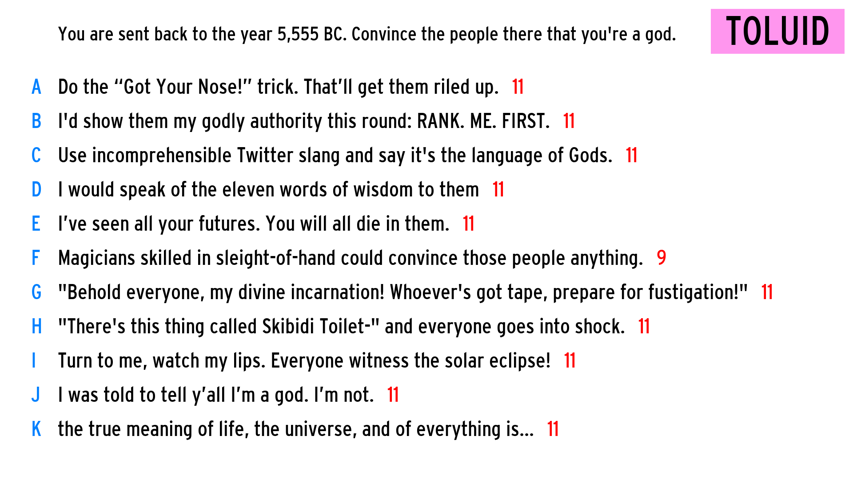 You are sent back to the year 5,555 BC. Convince the people there that you're a god.
TOLUID
A Do the “Got Your Nose!” trick. That’ll get them riled up. 11
B I'd show them my godly authority this round: RANK. ME. FIRST. 11
C Use incomprehensible Twitter slang and say it's the language of Gods. 11
D I would speak of the eleven words of wisdom to them 11
E I’ve seen all your futures. You will all die in them. 11
F Magicians skilled in sleight-of-hand could convince those people anything. 9
G "Behold everyone, my divine incarnation! Whoever's got tape, prepare for fustigation!" 11
H "There's this thing called Skibidi Toilet-" and everyone goes into shock. 11
I Turn to me, watch my lips. Everyone witness the solar eclipse! 11
J I was told to tell y’all I’m a god. I’m not. 11
K the true meaning of life, the universe, and of everything is... 11